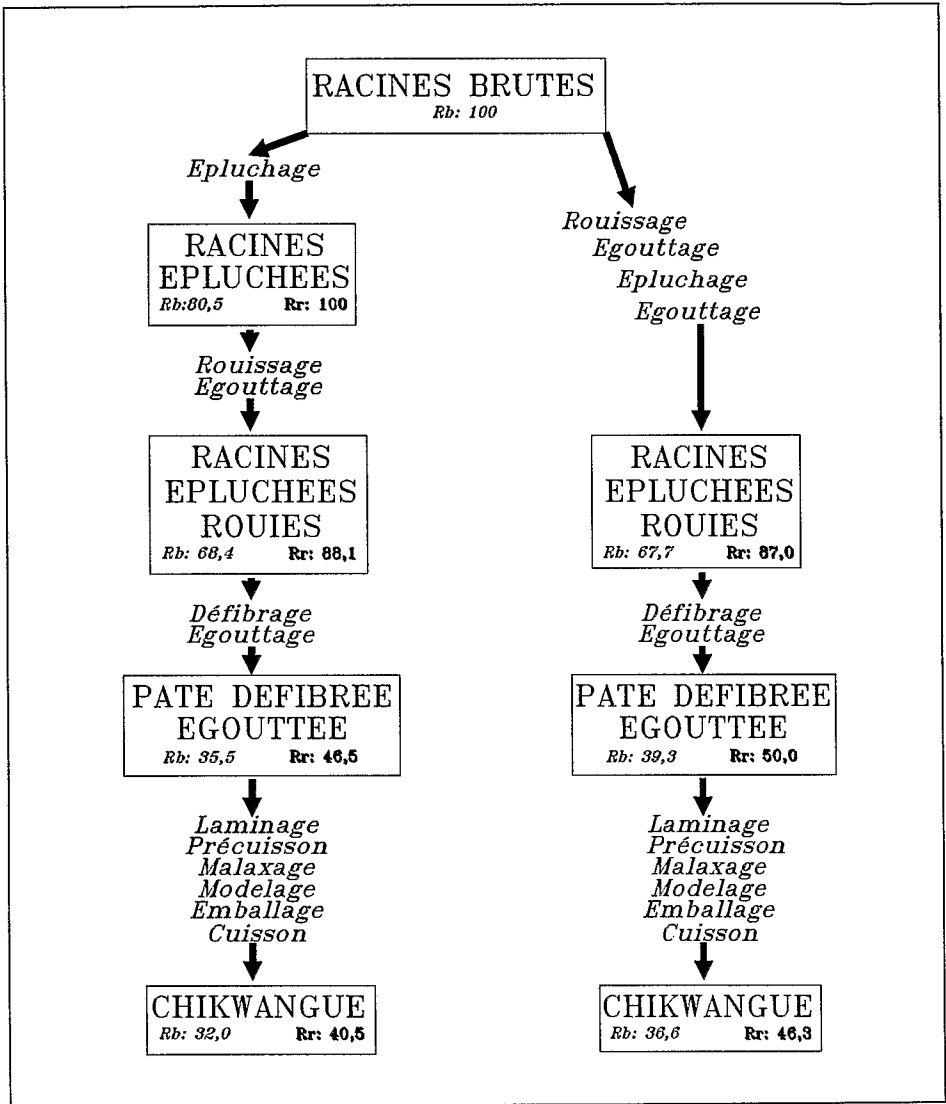 RACINES BRUTES
Rb: 100
Epluchage
RACINES
EPLUCHEES
Rb:80,5 Rr: 100
Rouissage
Egouttage
RACINES
EPLUCHEES
ROUIES
Rb: 68,4 Rr: 88,1
Défibrage
Egouttage
PATE DEFIBREE
EGOUTTEE
Rb: 35,5 Rr: 46,5
Laminage
Précuisson
Malaxage
Modelage
Emballage
Cuisson
CHIKWANGUE
Rb: 32,0 Rr: 40,5
Rouissage
Egouttage
Epluchage
Egouttage
RACINES
EPLUCHEES
ROUIES
Rb: 67,7 Rr: 87,0
Défibrage
Egouttage
PATE DEFIBREE
EGOUTTEE
Rb: 39,3 Rr: 50,0
Laminage
Précuisson
Malaxage
Modelage
Emballage
Cuisson
CHIKWANGUE
Rb: 36,6 Rr: 46,3